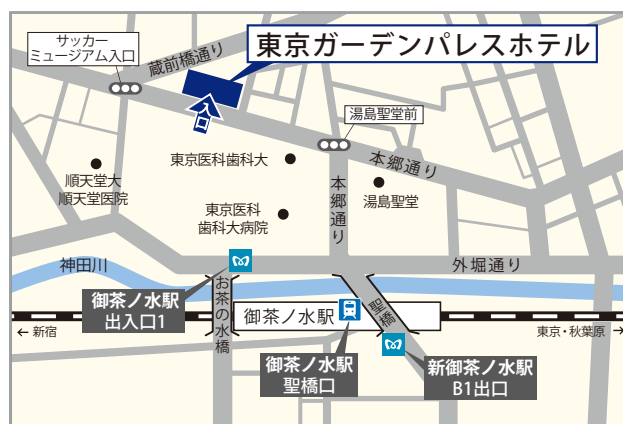 サッカー
ミュージアム入口
蔵前橋通り
東京ガーデンパレスホテル
入口
湯島聖堂前
本郷通り
東京医科歯科大
順天堂大
順天堂医院
湯島聖堂
本郷通り
東京医科
歯科大病院
神田川
外堀通り
御茶ノ水駅
出入口1
お茶の水橋
御茶ノ水駅
聖橋
← 新宿
東京・秋葉原 →
御茶ノ水駅
聖橋口
新御茶ノ水駅
B1出口